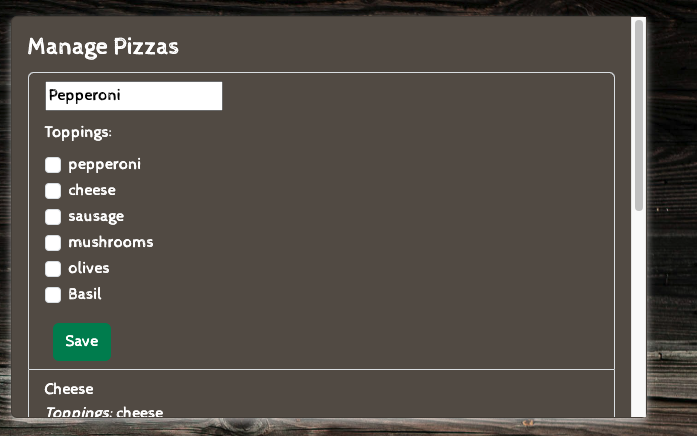 Manage Pizzas
Pepperoni
Toppings:
pepperoni
cheese
sausage
mushrooms
olives
Basil
Save
Cheese
Toppings: cheese